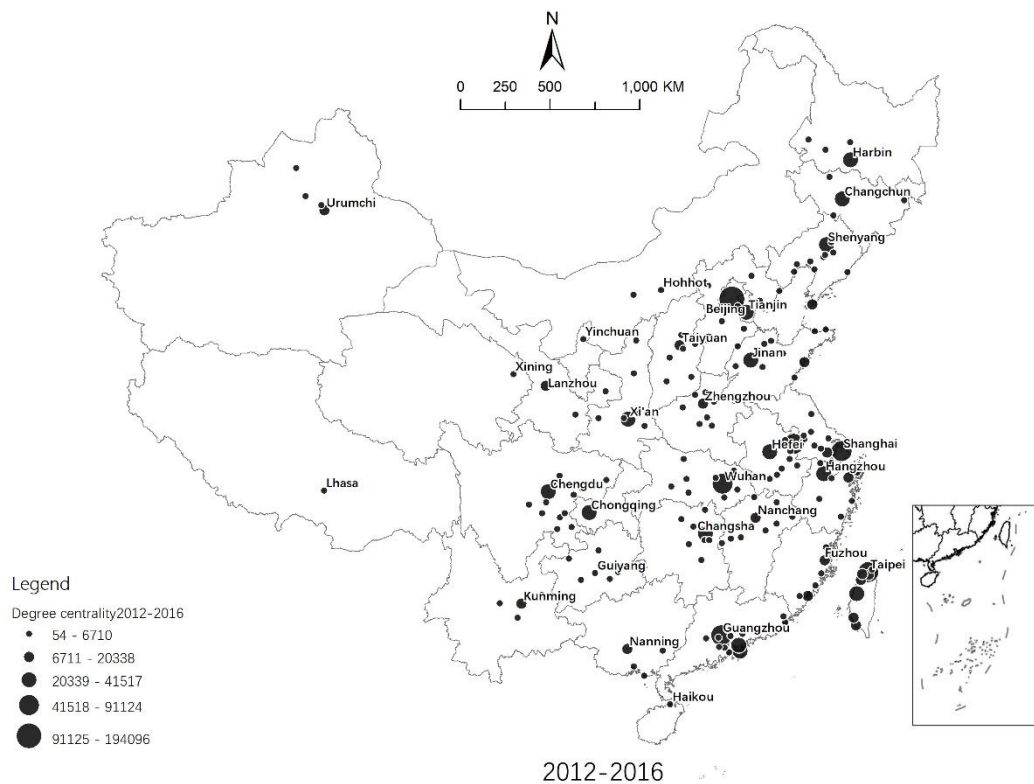 N
0 250 500 1,000 KM
Harbin
Changchun
Urumchi
Shenyang
Hohhot
Beijing
Tianjin
Yinchuan
Taiyūan
Jinan
Xining
Lanzhou
Zhengzhou
Xi'an
Hefei
Shanghai
Hangzhou
Lhasa
Chengdu
Wuhan
Chongqing
Nanchang
Changsha
Fuzhou
Taipei
Guiyang
Kunming
Guangzhou
Nanning
Haikou
Legend
Degree centrality2012-2016
54 - 6710
6711 - 20338
20339 - 41517
41518 - 91124
91125 - 194096
2012-2016